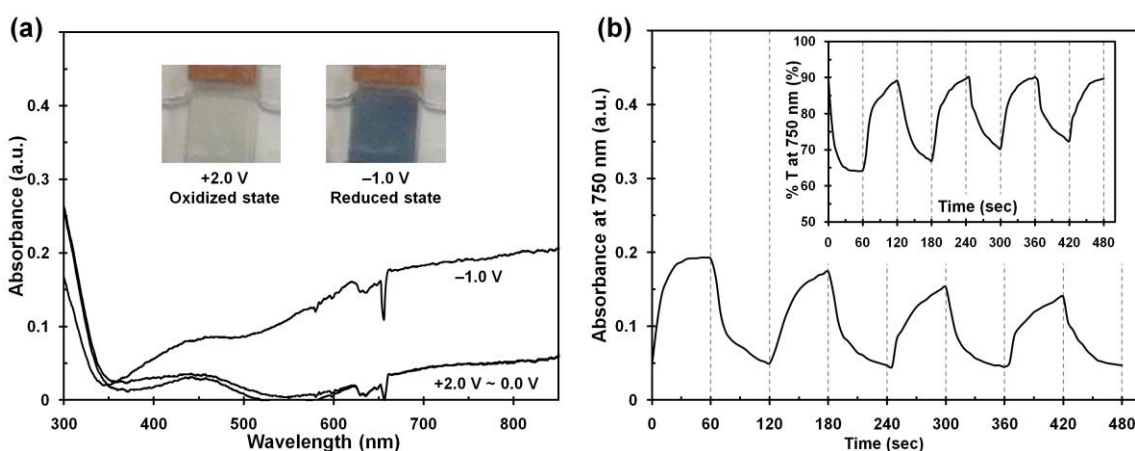 (a)
Absorbance (a.u.)
0.4
0.3
0.2
0.1
0
+2.0 V
Oxidized state
–1.0 V
Reduced state
–1.0 V
+2.0 V ~ 0.0 V
300 400 500 600 700 800
Wavelength (nm)
(b)
Absorbance at 750 nm (a.u.)
0.4
0.3
0.2
0.1
0
0 60 120 180 240 300 360 420 480
Time (sec)
% T at 750 nm (%)
100
90
80
70
60
50
Time (sec)
0 60 120 180 240 300 360 420 480